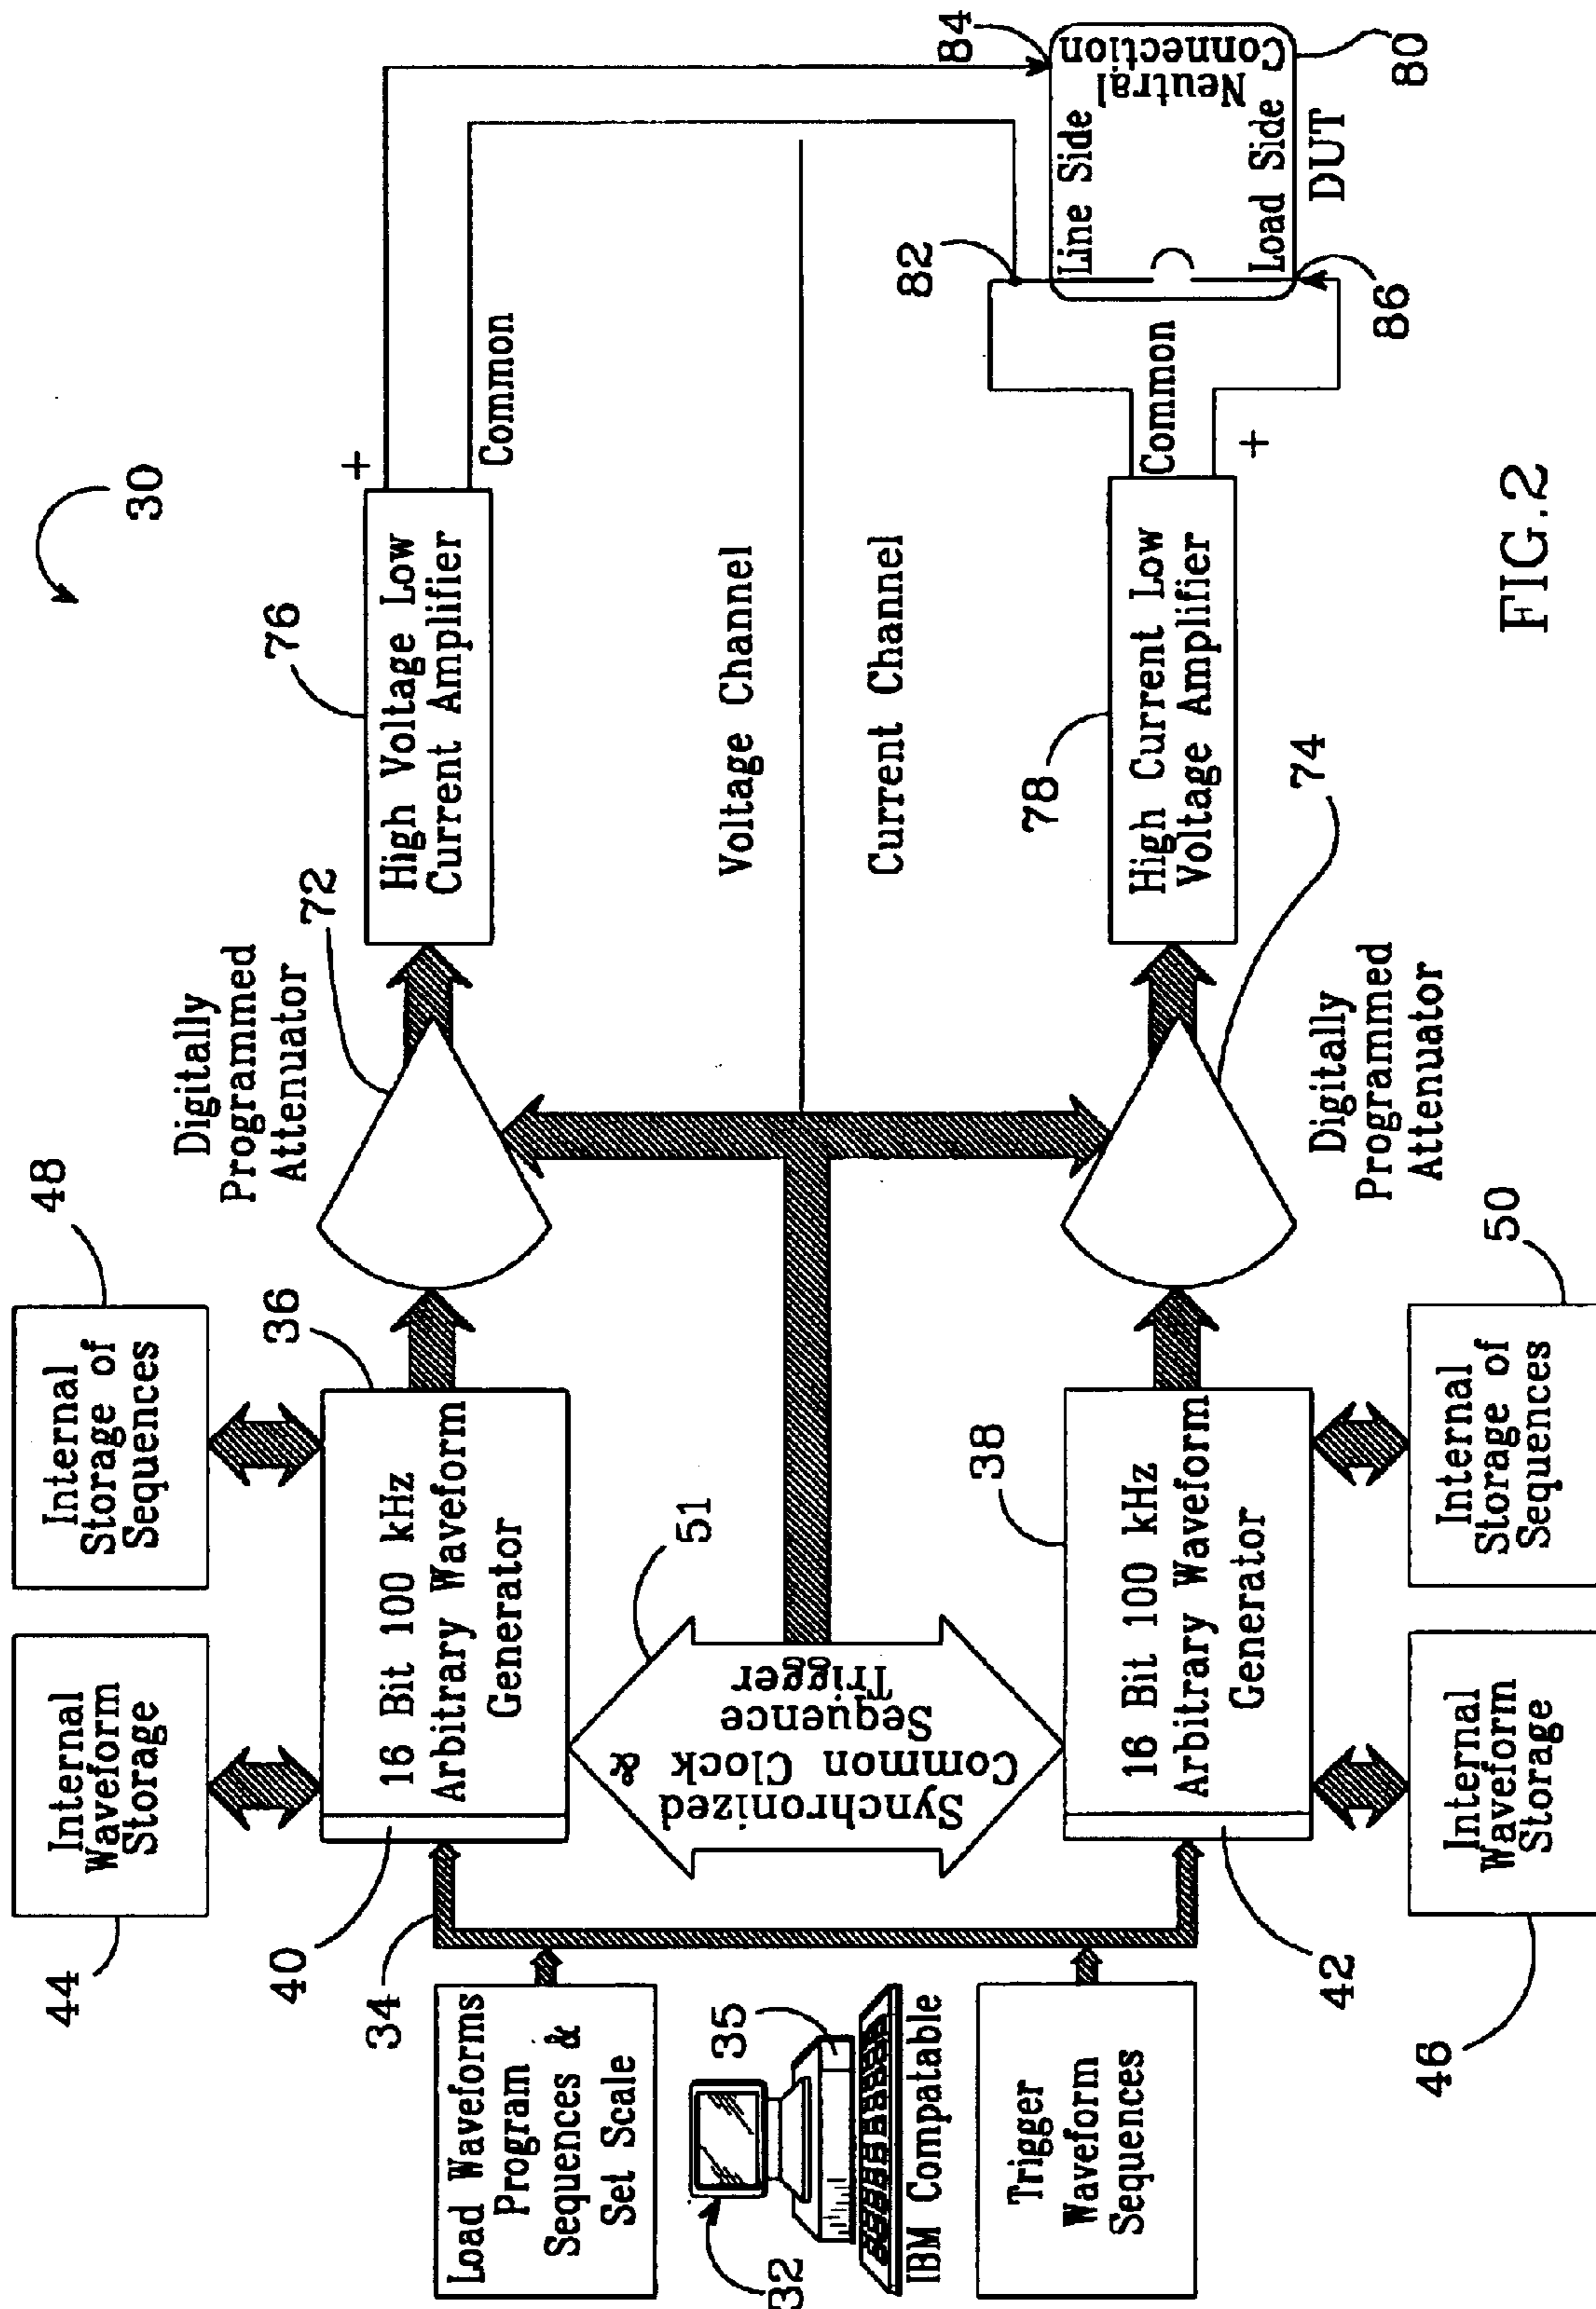 30
44
Internal
Waveform
Storage
48
Internal
Storage of
Sequences
40
36
16 Bit 100 kHz
Arbitrary Waveform
Generator
34
Digitally
Programmed
Attenuator
72
76
High Voltage Low
Current Amplifier
+
Common
Load Waveforms
Program
Sequences &
Set Scale
32
35
IBM Compatable
Trigger
Waveform
Sequences
51
Synchronized
Common Clock &
Sequence
Trigger
Voltage Channel
Current Channel
84
82
Line Side
Neutral
Connection
Load Side
DUT
80
86
38
16 Bit 100 kHz
Arbitrary Waveform
Generator
42
74
Digitally
Programmed
Attenuator
78
High Current Low
Voltage Amplifier
Common
+
46
Internal
Waveform
Storage
50
Internal
Storage of
Sequences
FIG.2